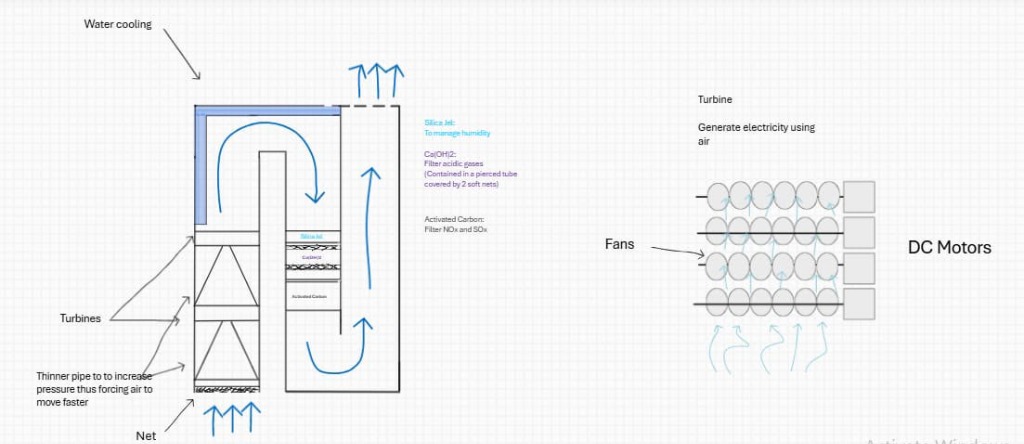 Water cooling
Silica Jel:
To manage humidity
Ca(OH)2:
Filter acidic gases
(Contained in a pierced tube
covered by 2 soft nets)
Activated Carbon:
Filter NOx and SOx
Silica Jel
Ca(OH)2
Activated Carbon
Turbines
Thinner pipe to to increase
pressure thus forcing air to
move faster
Net
Turbine
Generate electricity using
air
Fans
DC Motors
Activate Windows